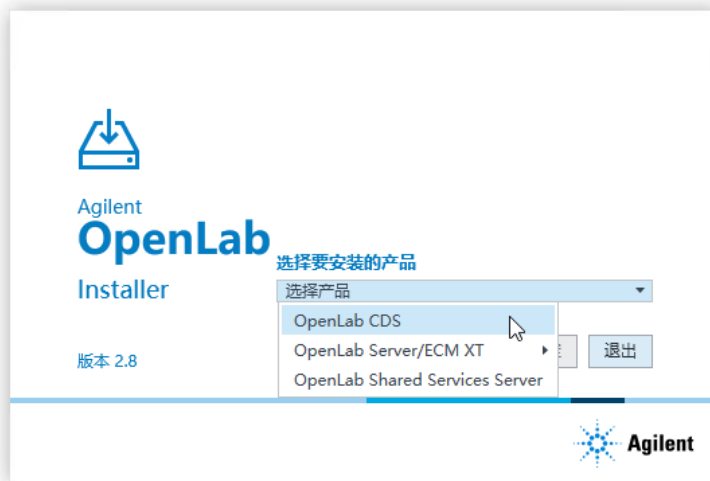 Agilent
OpenLab
Installer
版本 2.8
选择要安装的产品
选择产品
OpenLab CDS
OpenLab Server/ECM XT
OpenLab Shared Services Server
退出
Agilent